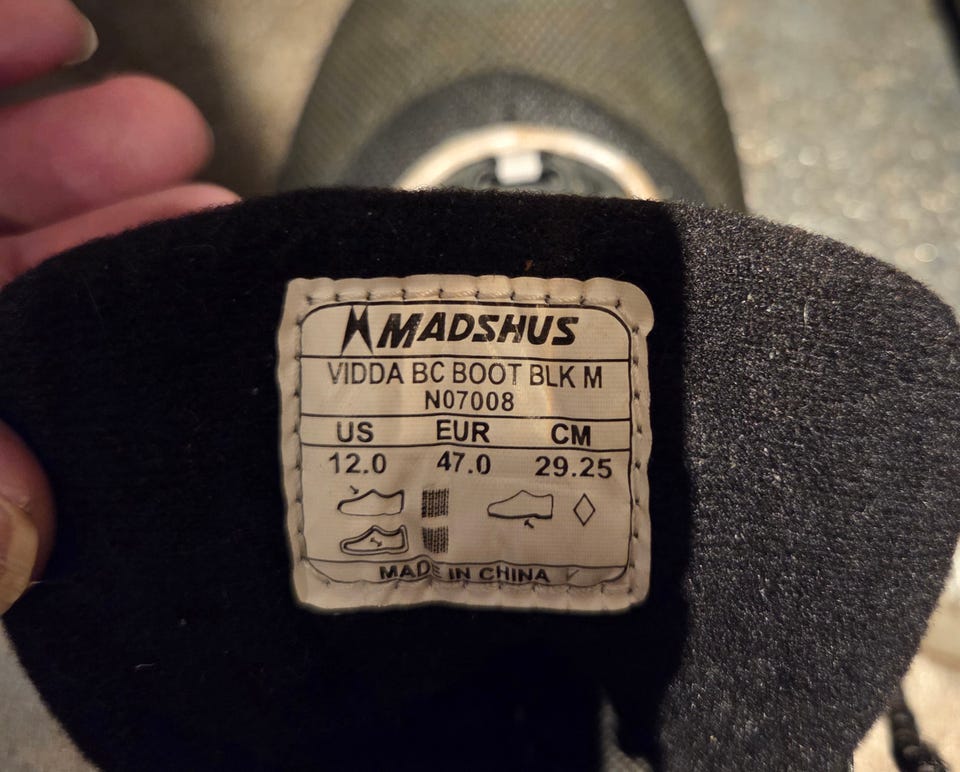 MADSHUS
VIDDA BC BOOT BLK M
N07008
US EUR CM
12.0 47.0 29.25
MADE IN CHINA